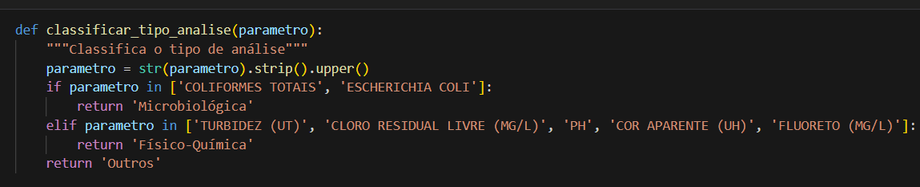 def classificar_tipo_analise(parametro):
"""Classifica o tipo de análise"""
parametro = str(parametro).strip().upper()
if parametro in ['COLIFORMES TOTAIS', 'ESCHERICHIA COLI']:
return 'Microbiológica'
elif parametro in ['TURBIDEZ (UT)', 'CLORO RESIDUAL LIVRE (MG/L)', 'PH', 'COR APARENTE (UH)', 'FLUORETO (MG/L)']:
return 'Físico-Química'
return 'Outros'